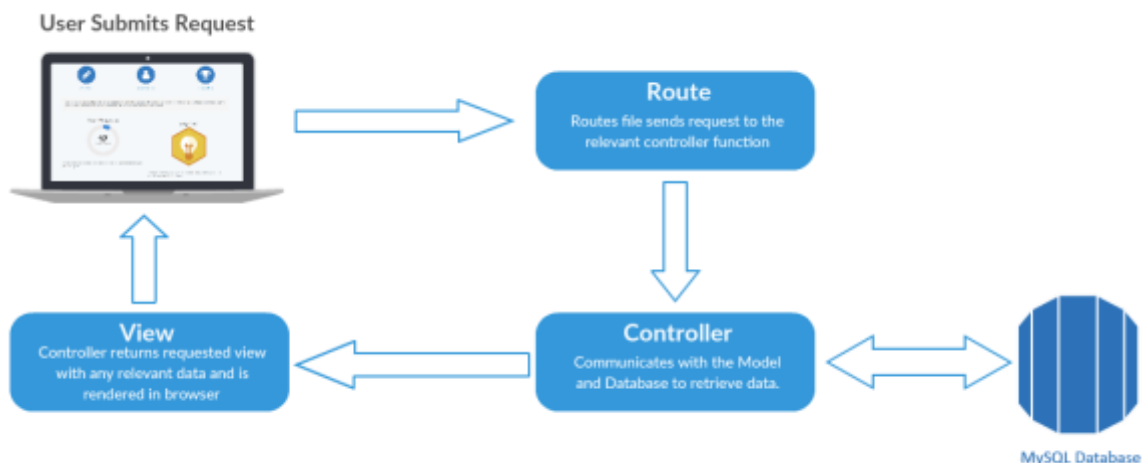 User Submits Request
Route
Routes file sends request to the
relevant controller function
View
Controller returns requested view
with any relevant data and is
rendered in browser
Controller
Communicates with the Model
and Database to retrieve data.
MySQL Database